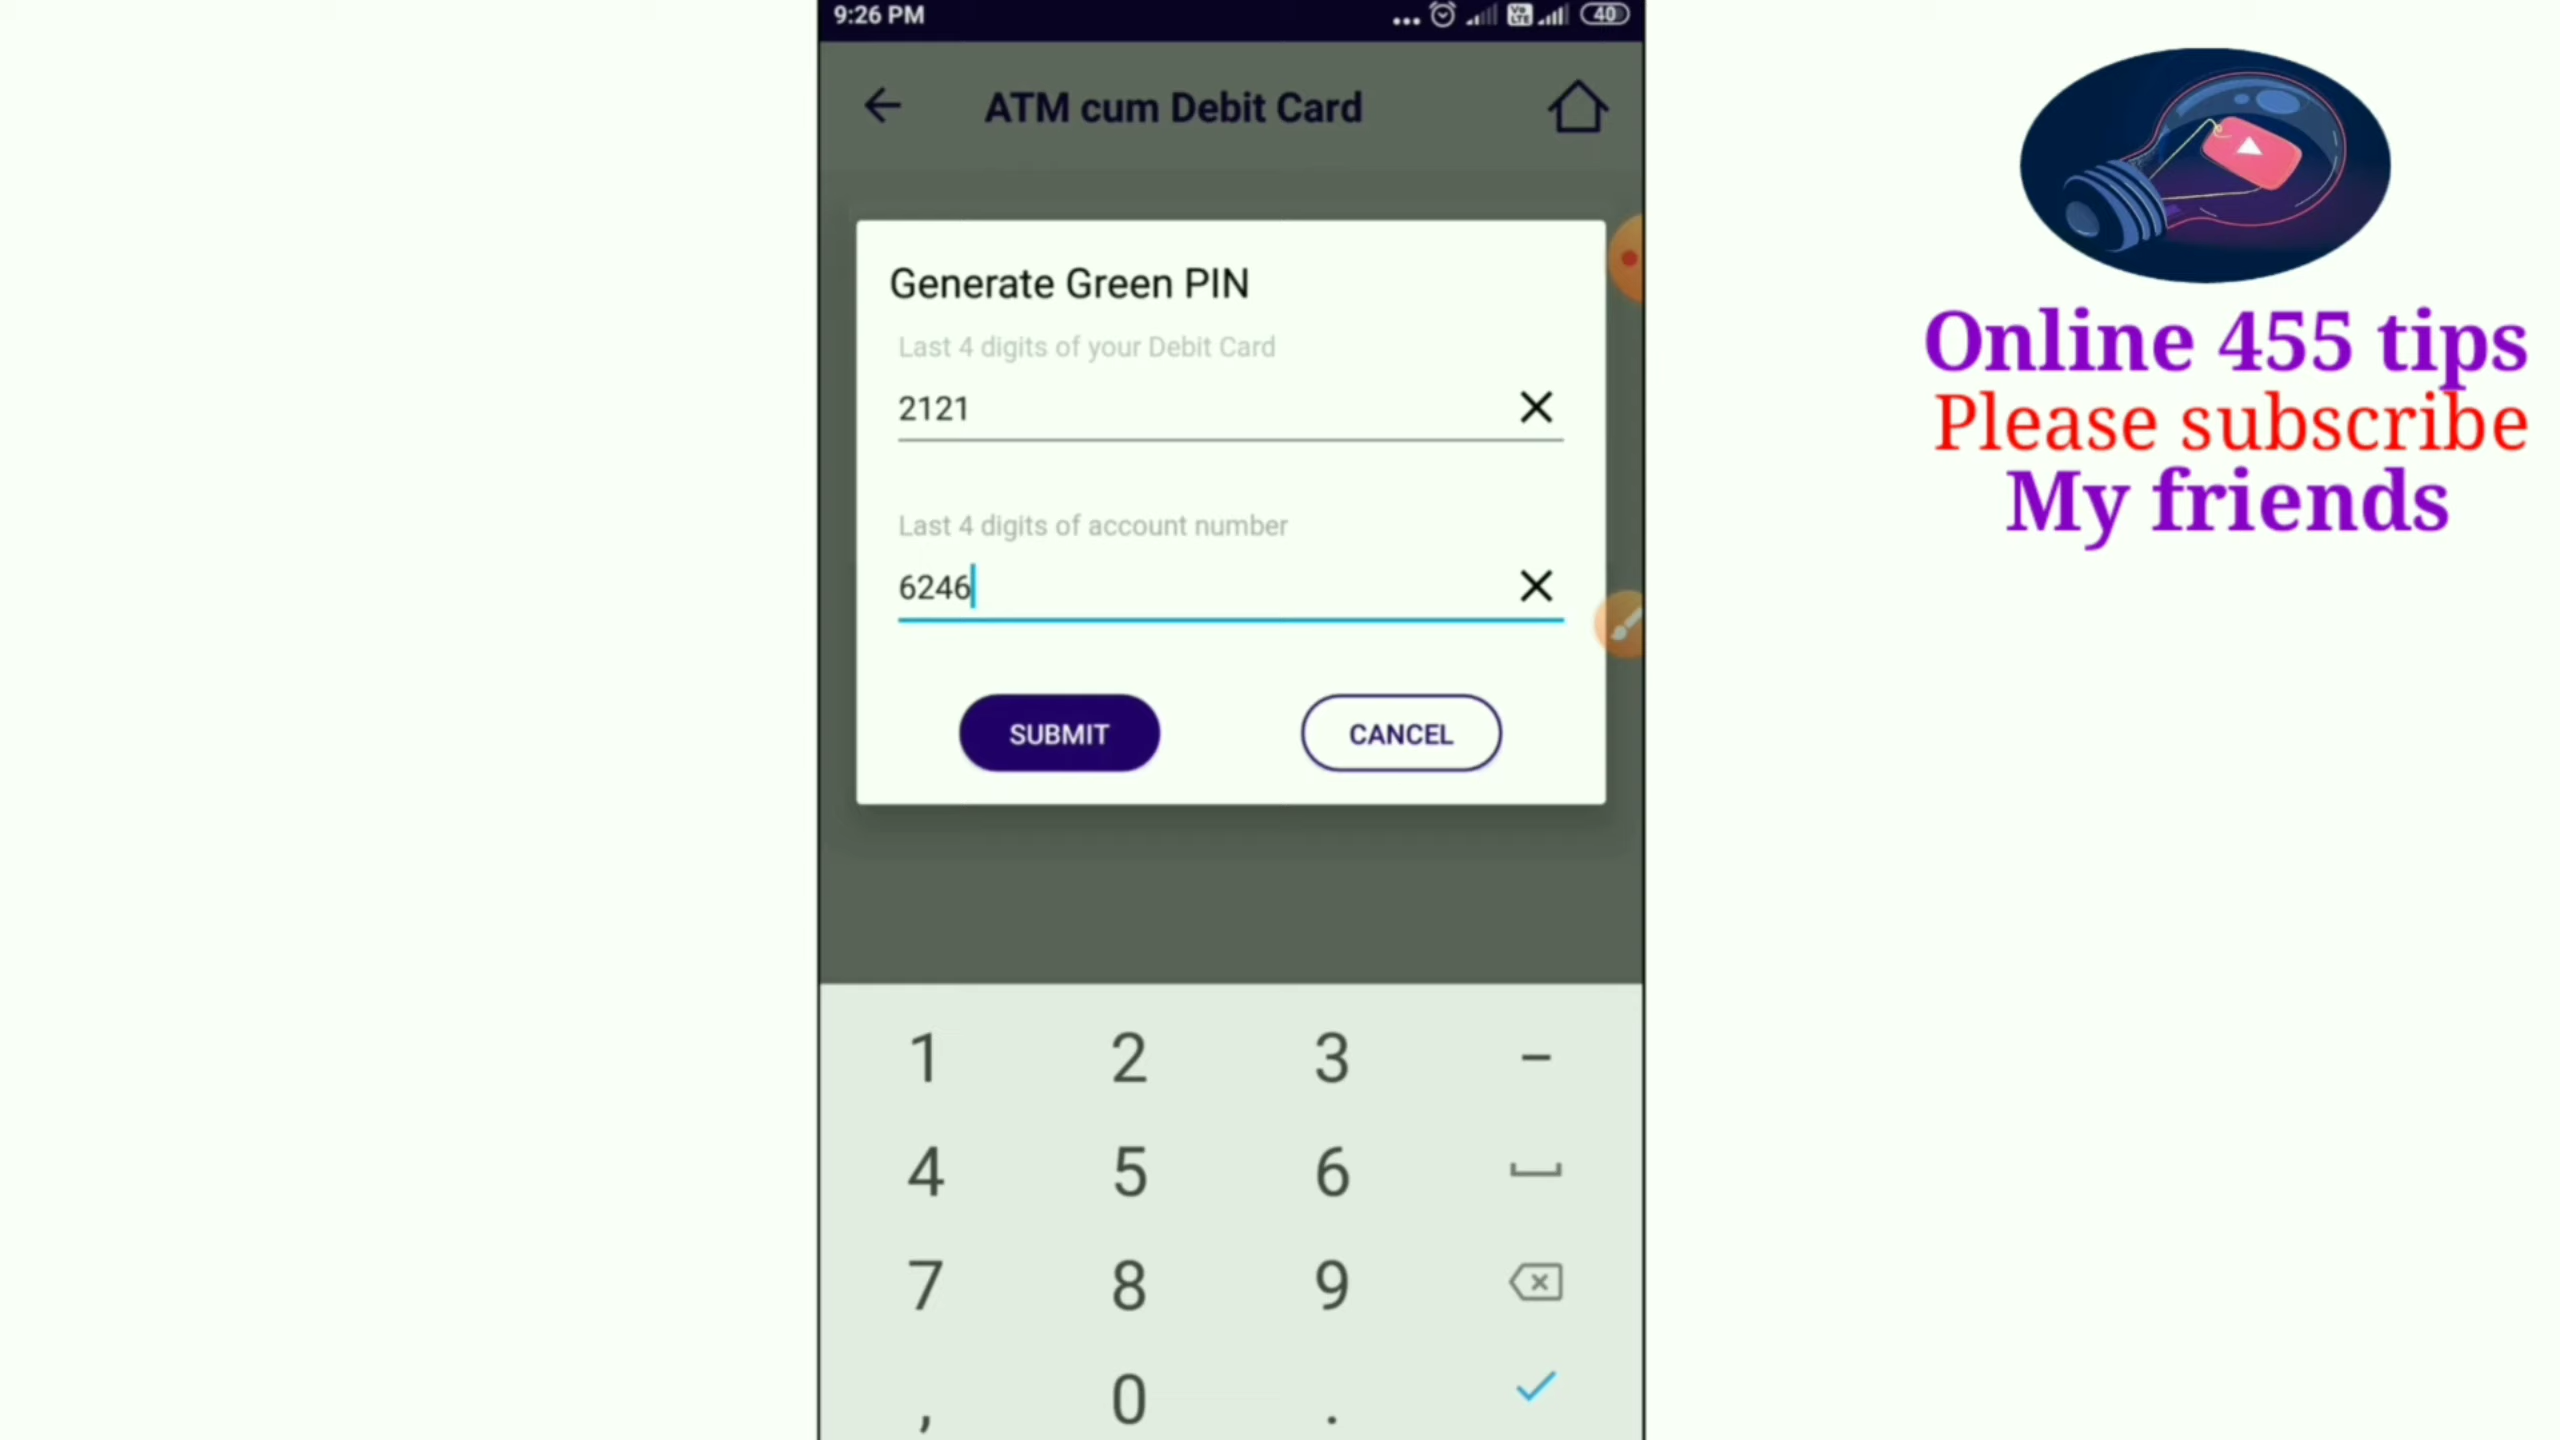 9:26 PM
Vo LTE
40
ATM cum Debit Card
Generate Green PIN
Last 4 digits of your Debit Card
2121
Last 4 digits of account number
6246
SUBMIT CANCEL
1 2 3 -
4 5 6
7 8 9
, 0 .
Online 455 tips
Please subscribe
My friends